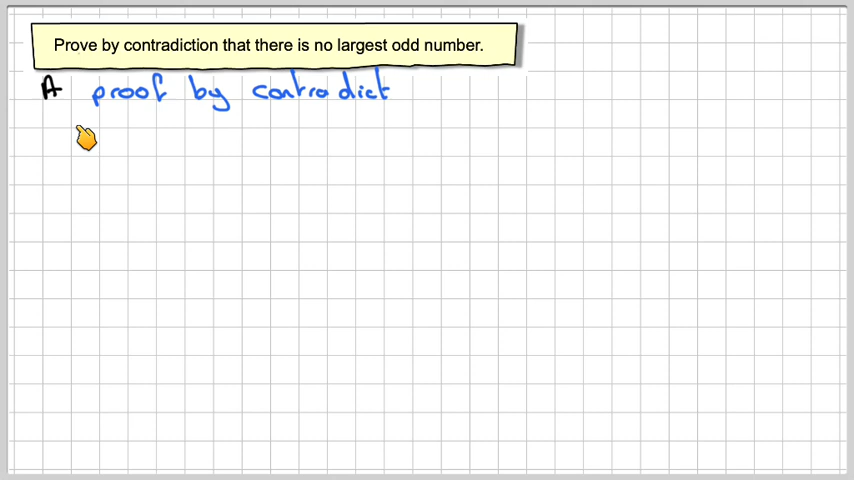 Prove by contradiction that there is no largest odd number.
A proof by contradict